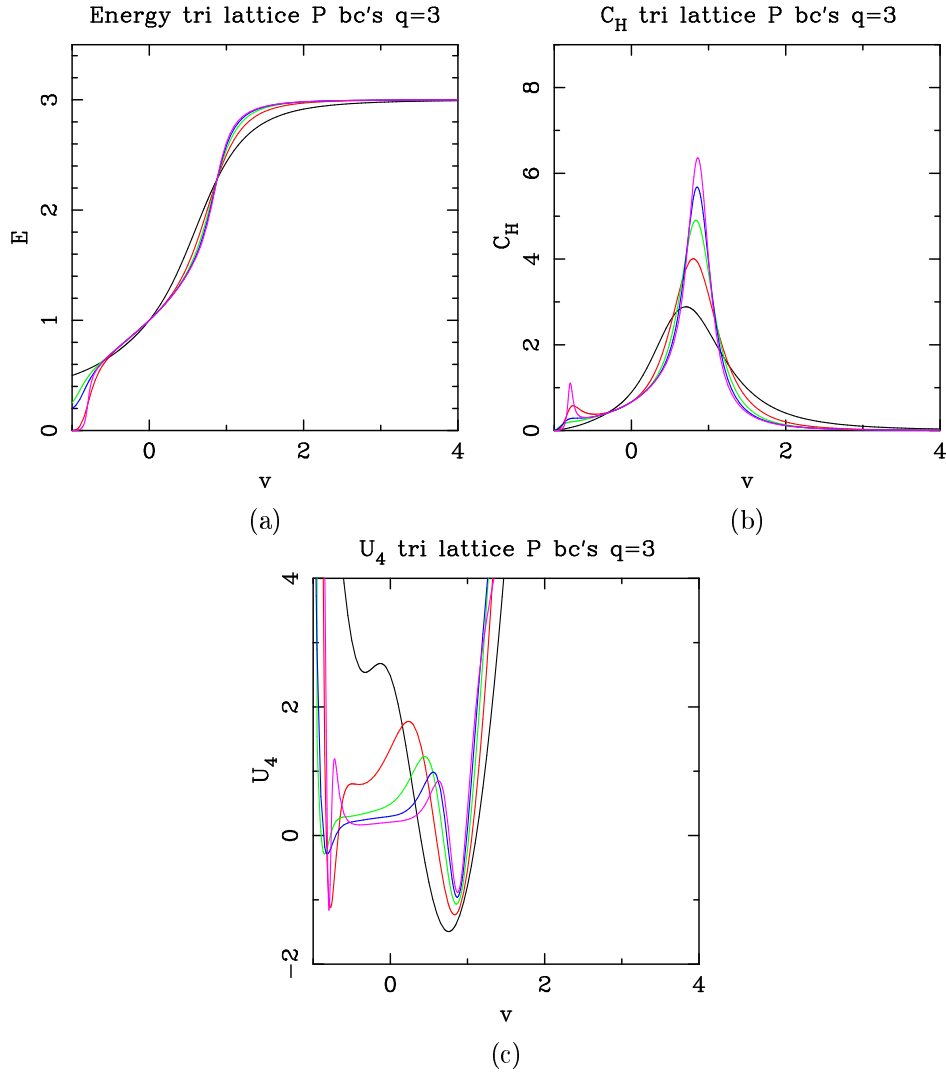 Energy tri lattice P bc's q=3
C_H tri lattice P bc's q=3
E
3
2
1
0
0
2
4
v
(a)
C_H
8
6
4
2
0
0
2
4
v
(b)
U_4 tri lattice P bc's q=3
U_4
4
2
0
−2
0
2
4
v
(c)